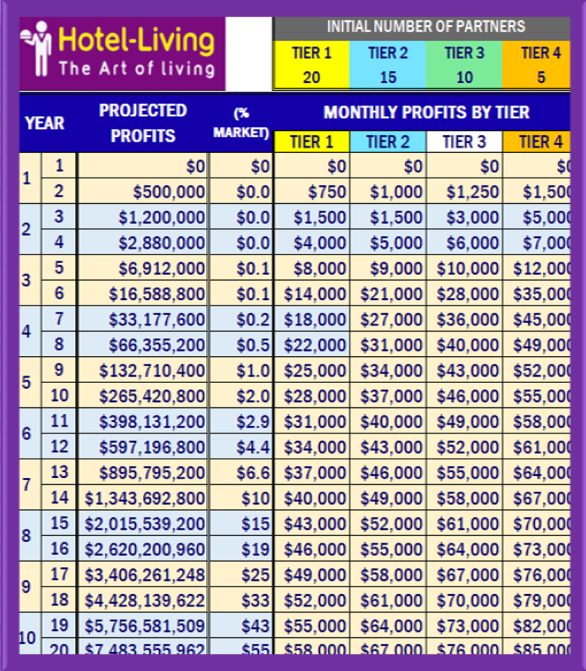 Hotel-Living
The Art of living
INITIAL NUMBER OF PARTNERS
TIER 1 TIER 2 TIER 3 TIER 4
20 15 10 5
YEAR PROJECTED PROFITS (% MARKET) MONTHLY PROFITS BY TIER
TIER 1 TIER 2 TIER 3 TIER 4
1 1 $0 $0 $0 $0 $0 $0
2 $500,000 $0.0 $750 $1,000 $1,250 $1,500
2 3 $1,200,000 $0.0 $1,500 $1,500 $3,000 $5,000
4 $2,880,000 $0.0 $4,000 $5,000 $6,000 $7,000
3 5 $6,912,000 $0.1 $8,000 $9,000 $10,000 $12,000
6 $16,588,800 $0.1 $14,000 $21,000 $28,000 $35,000
4 7 $33,177,600 $0.2 $18,000 $27,000 $36,000 $45,000
8 $66,355,200 $0.5 $22,000 $31,000 $40,000 $49,000
5 9 $132,710,400 $1.0 $25,000 $34,000 $43,000 $52,000
10 $265,420,800 $2.0 $28,000 $37,000 $46,000 $55,000
6 11 $398,131,200 $2.9 $31,000 $40,000 $49,000 $58,000
12 $597,196,800 $4.4 $34,000 $43,000 $52,000 $61,000
7 13 $895,795,200 $6.6 $37,000 $46,000 $55,000 $64,000
14 $1,343,692,800 $10 $40,000 $49,000 $58,000 $67,000
8 15 $2,015,539,200 $15 $43,000 $52,000 $61,000 $70,000
16 $2,620,200,960 $19 $46,000 $55,000 $64,000 $73,000
9 17 $3,406,261,248 $25 $49,000 $58,000 $67,000 $76,000
18 $4,428,139,622 $33 $52,000 $61,000 $70,000 $79,000
10 19 $5,756,581,509 $43 $55,000 $64,000 $73,000 $82,000
20 $7,483,555,962 $55 $58,000 $67,000 $76,000 $85,000